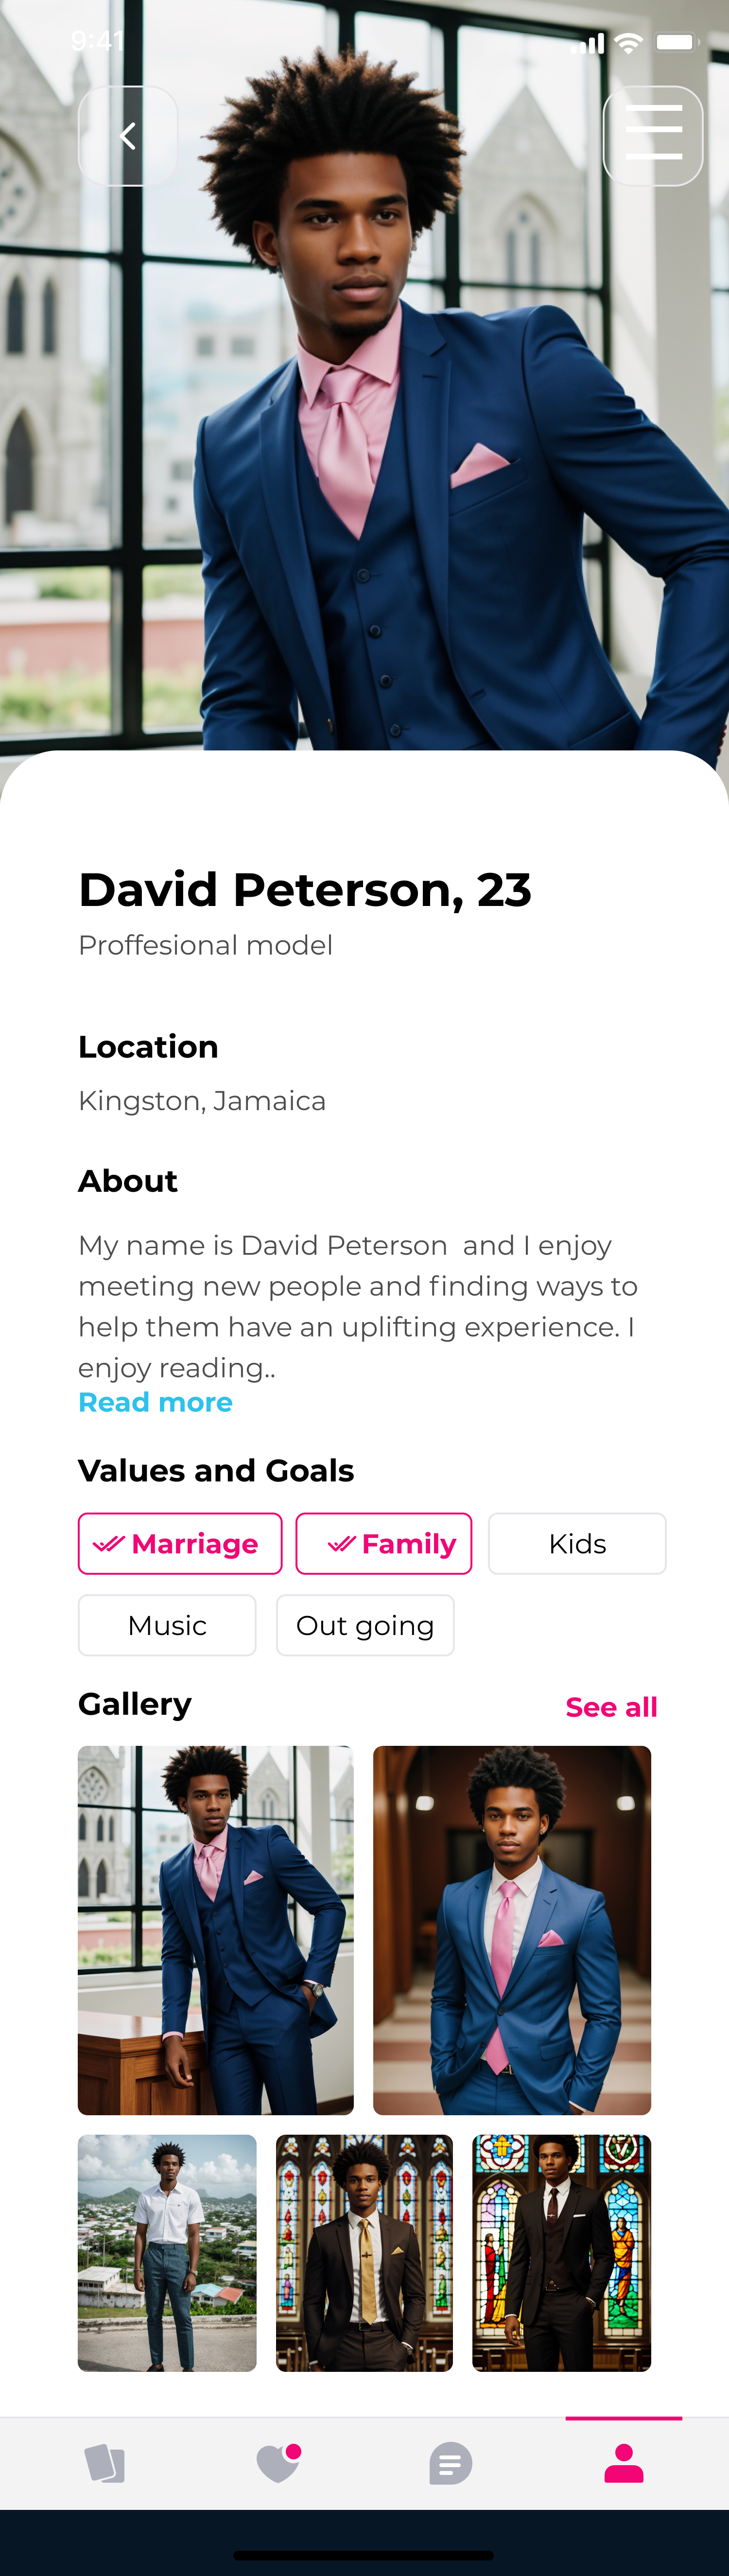 9:41
David Peterson, 23
Proffesional model
Location
Kingston, Jamaica
About
My name is David Peterson  and I enjoy
meeting new people and finding ways to
help them have an uplifting experience. I
enjoy reading..
Read more
Values and Goals
Marriage Family Kids
Music Out going
Gallery See all